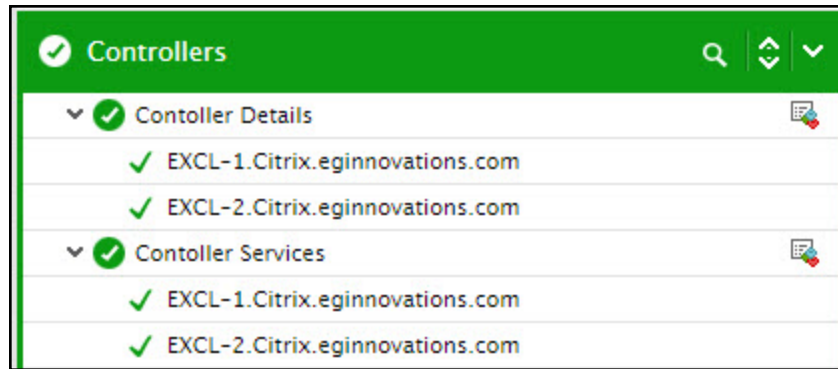 Controllers
Contoller Details
EXCL-1.Citrix.eginnovations.com
EXCL-2.Citrix.eginnovations.com
Contoller Services
EXCL-1.Citrix.eginnovations.com
EXCL-2.Citrix.eginnovations.com